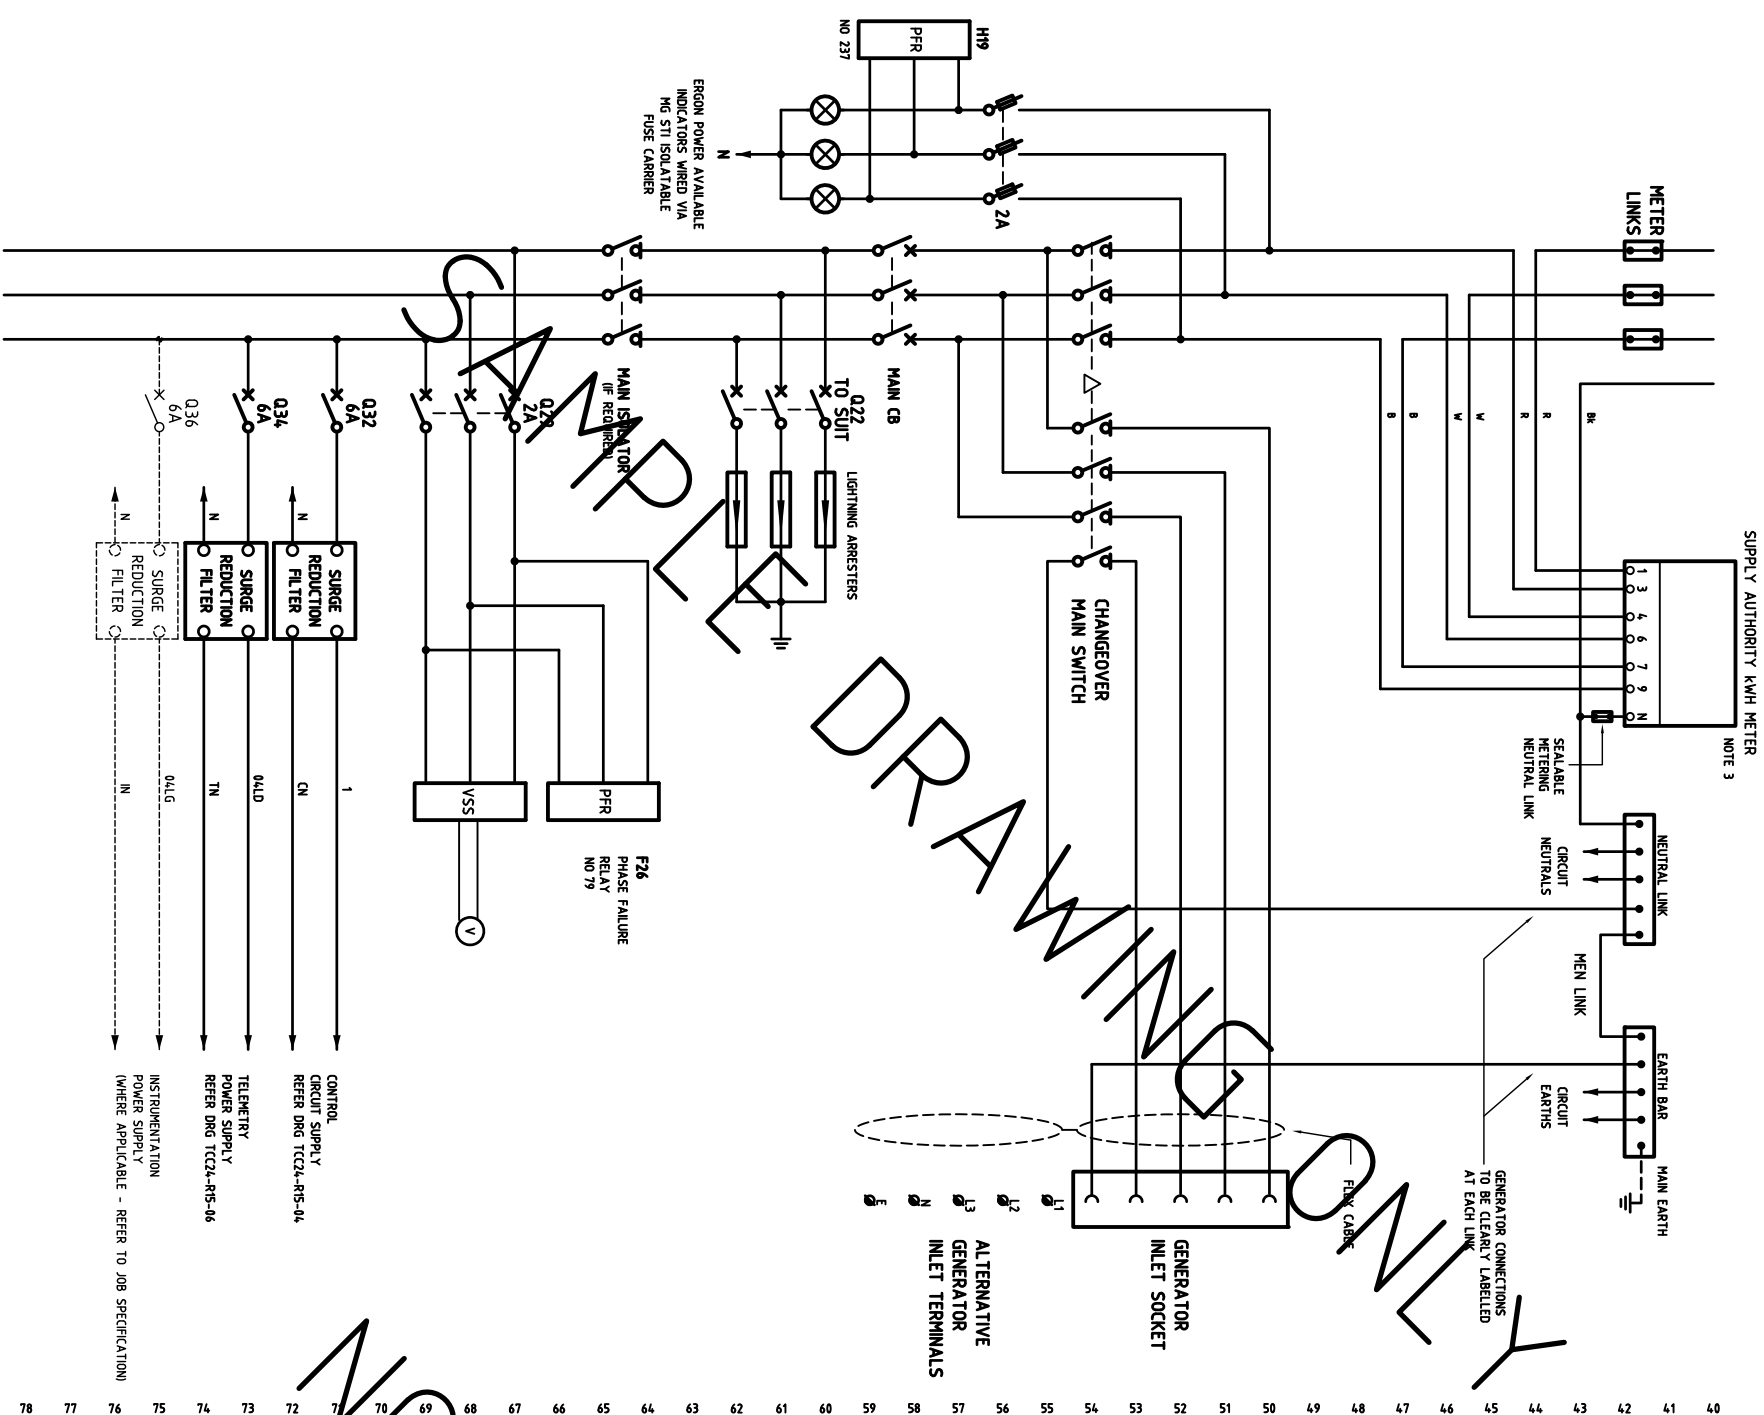 H19
PFR
NO 237
ERGON POWER AVAILABLE
INDICATORS WIRED VIA
MG STI ISOLATABLE
FUSE CARRIER
N
2A
METER
LINKS
MAIN ISOLATOR
(IF REQUIRED)
MAIN CB
Q22
TO SUIT
LIGHTNING ARRESTERS
2A
Q32
6A
Q34
6A
Q36
6A
N
N
N
SURGE
REDUCTION
FILTER
SURGE
REDUCTION
FILTER
SURGE
REDUCTION
FILTER
B
B
W
W
R
R
Bk
SUPPLY AUTHORITY kWH METER
NOTE 3
1
3
4
6
7
9
N
SEALABLE
METERING
NEUTRAL LINK
CHANGEOVER
MAIN SWITCH
1
CN
04LD
TN
04LG
IN
VSS
PFR
V
F26
PHASE FAILURE
RELAY
NO 79
NEUTRAL LINK
CIRCUIT
NEUTRALS
MEN LINK
EARTH BAR
CIRCUIT
EARTHS
MAIN EARTH
GENERATOR CONNECTIONS
TO BE CLEARLY LABELLED
AT EACH LINK
FLEX CABLE
L1
L2
L3
N
E
GENERATOR
INLET SOCKET
ALTERNATIVE
GENERATOR
INLET TERMINALS
CONTROL
CIRCUIT SUPPLY
REFER DRG TCC24-R15-04
TELEMETRY
POWER SUPPLY
REFER DRG TCC24-R15-06
INSTRUMENTATION
POWER SUPPLY
(WHERE APPLICABLE - REFER TO JOB SPECIFICATION)
SAMPLE DRAWING ONLY
78 77 76 75 74 73 72 71 70 69 68 67 66 65 64 63 62 61 60 59 58 57 56 55 54 53 52 51 50 49 48 47 46 45 44 43 42 41 40